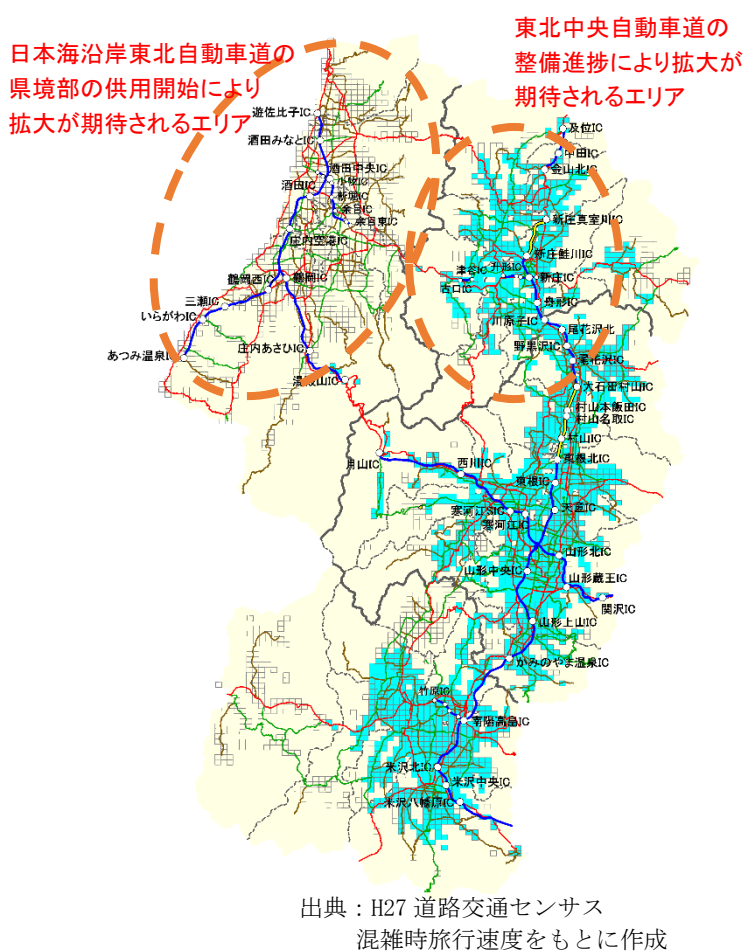 日本海沿岸東北自動車道の
県境部の供用開始により
拡大が期待されるエリア
東北中央自動車道の
整備進捗により拡大が
期待されるエリア
遊佐比子IC
酒田みなとIC
酒田中央IC
酒田IC
余目IC
余目東IC
庄内空港IC
鶴岡西IC
鶴岡IC
三瀬IC
いらがわIC
あつみ温泉IC
庄内あさひIC
湯殿山IC
及位IC
中田IC
金山北IC
新庄真室川IC
新庄鮭川IC
津谷IC
升形IC
新庄IC
古口IC
舟形IC
川原子IC
尾花沢北
野黒沢IC
尾花沢IC
大石田村山IC
村山本飯田IC
村山名取IC
村山IC
東根北IC
月山IC
西川IC
東根IC
寒河江SIC
天童IC
寒河江IC
山形北IC
山形中央IC
山形蔵王IC
関沢IC
山形上山IC
かみのやま温泉IC
竹原IC
南陽高畠IC
米沢北IC
米沢中央IC
米沢八幡原IC
出典：H27 道路交通センサス
混雑時旅行速度をもとに作成